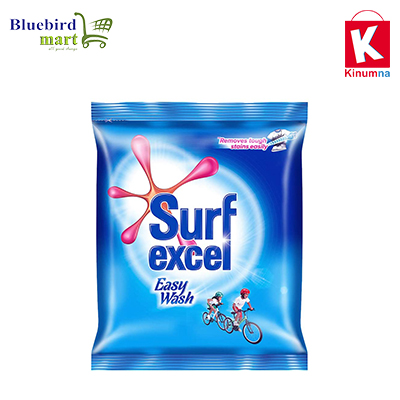 Bluebird
mart
K
Kinumna
Removes tough
stains easily
Surf
excel
Easy
Wash